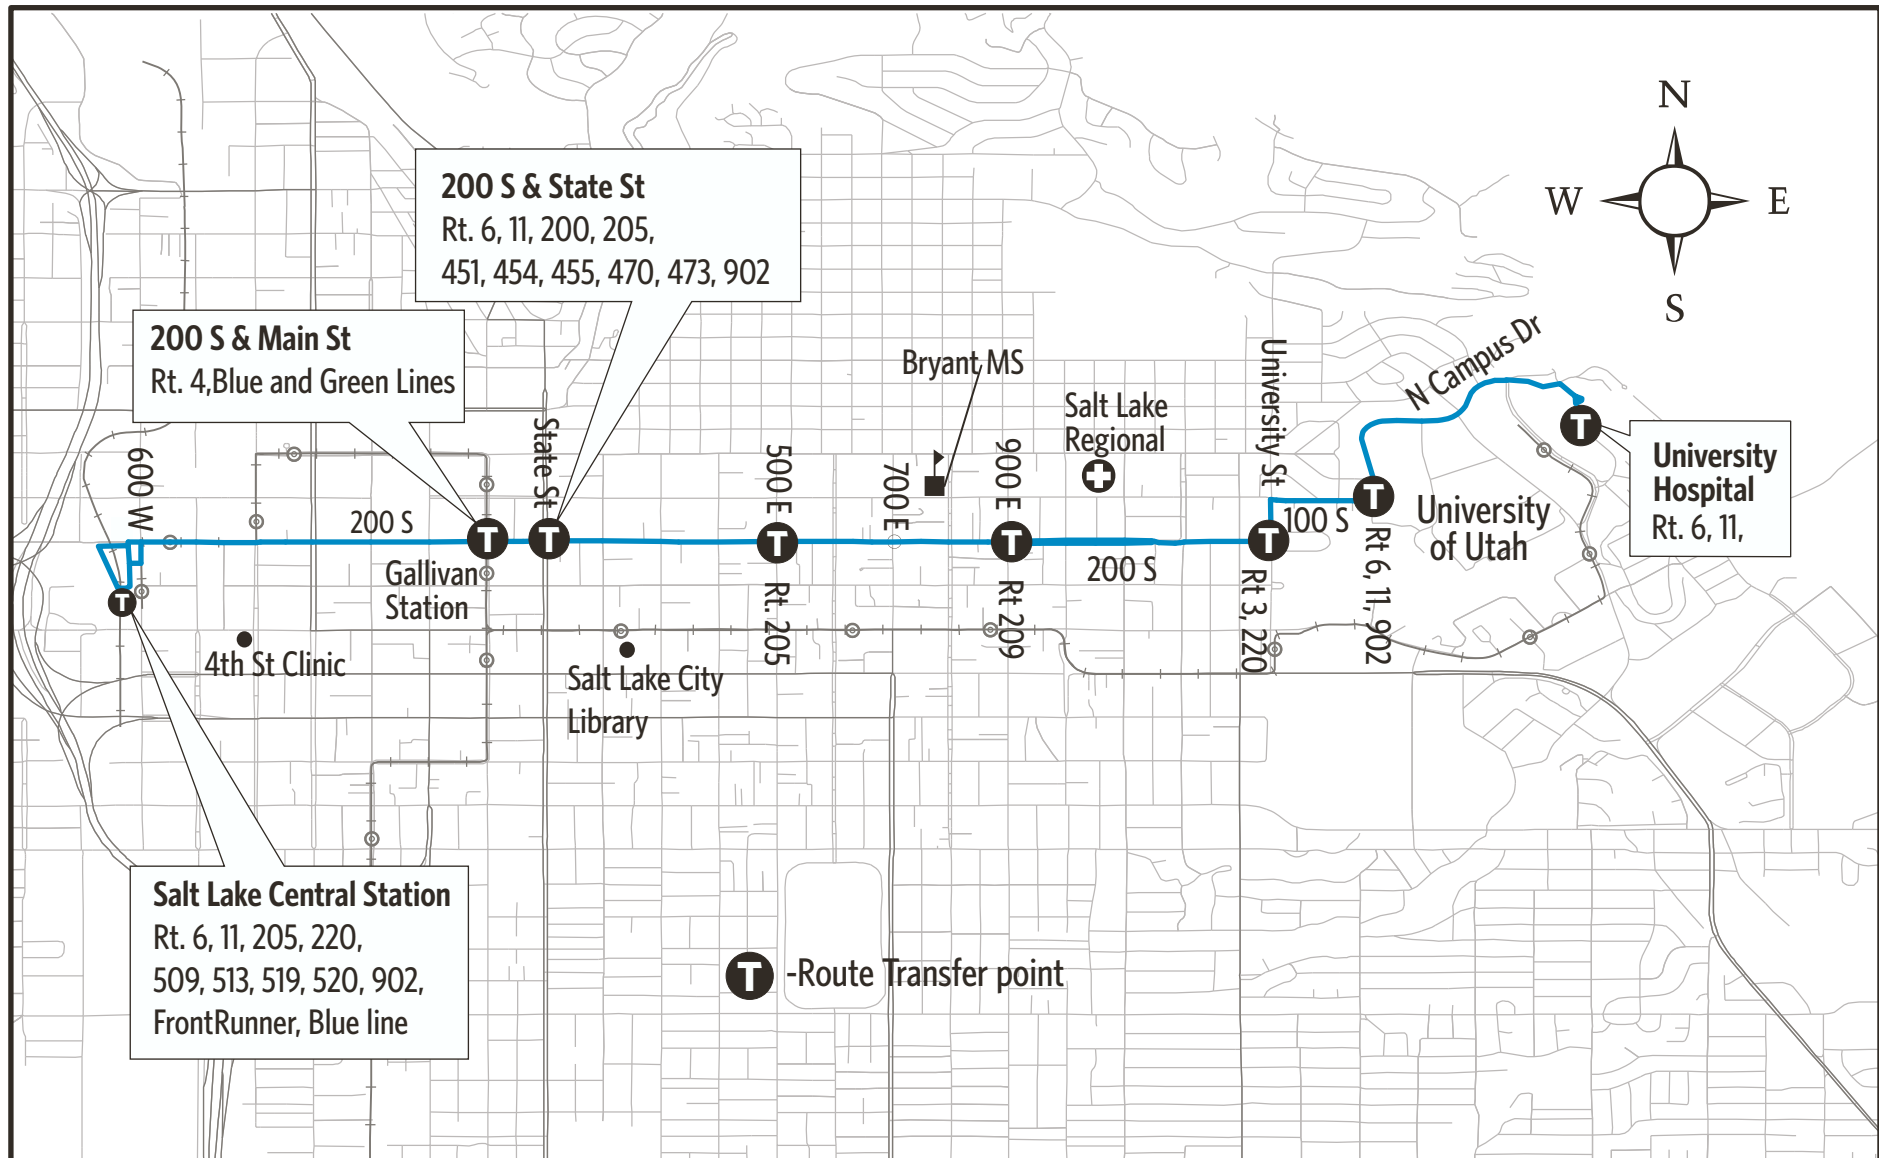 N
W
E
S
200 S & State St
Rt. 6, 11, 200, 205,
451, 454, 455, 470, 473, 902
200 S & Main St
Rt. 4,Blue and Green Lines
Bryant MS
Salt Lake
Regional
University St
N Campus Dr
University
Hospital
Rt. 6, 11,
600 W
200 S
State St
500 E
700 E
900 E
100 S
University
of Utah
Gallivan
Station
200 S
Rt. 205
Rt 209
Rt 3, 220
Rt 6, 11, 902
4th St Clinic
Salt Lake City
Library
Salt Lake Central Station
Rt. 6, 11, 205, 220,
509, 513, 519, 520, 902,
FrontRunner, Blue line
T -Route Transfer point
T
T
T
T
T
T
T
T